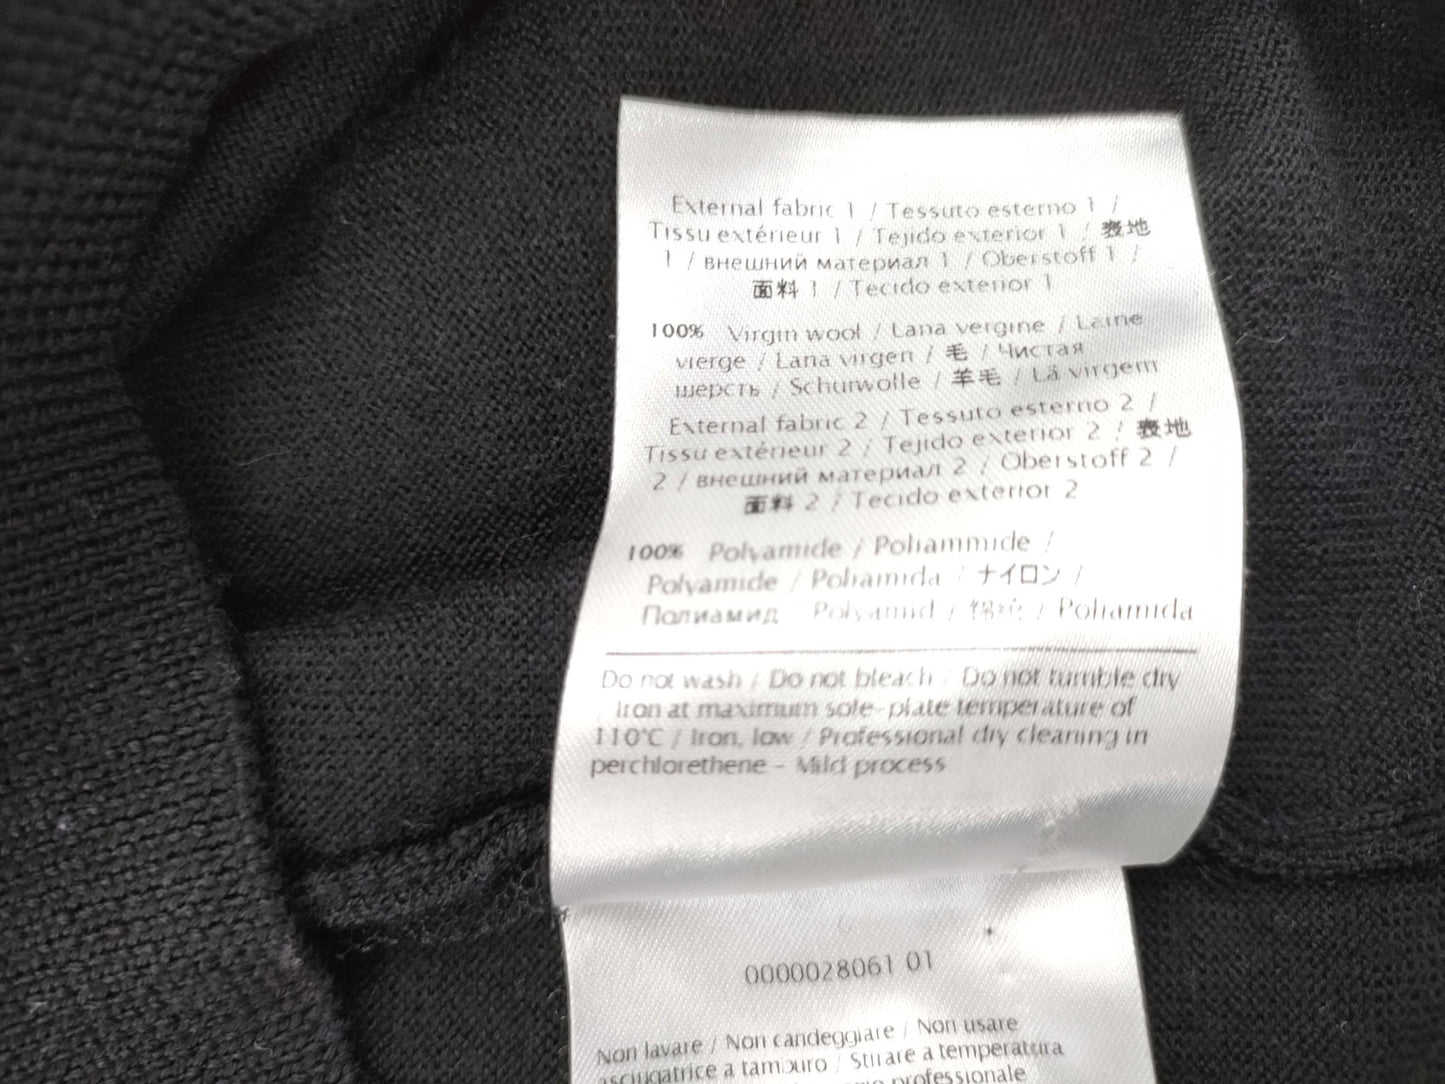 External fabric 1 / Tessuto esterno 1 /
Tissu extérieur 1 / Tejido exterior 1 / 表地
1 / внешний материал 1 / Oberstoff 1 /
面料 1 / Tecido exterior 1
100% Virgin wool / Lana vergine / Laine
vierge / Lana virgen / 毛 / Чистая
шерсть / Schurwolle / 羊毛 / Lã virgem
External fabric 2 / Tessuto esterno 2 /
Tissu extérieur 2 / Tejido exterior 2 / 表地
2 / внешний материал 2 / Oberstoff 2 /
面料 2 / Tecido exterior 2
100% Polyamide / Poliammide /
Polyamide / Poliamida / ナイロン /
Полиамид Polyamid / / Poliamida
Do not wash / Do not bleach / Do not tumble dry
Iron at maximum sole-plate temperature of
110°C / Iron, low / Professional dry cleaning in
perchlorethene - Mild process
0000028061 01
Non lavare / Non candeggiare / Non usare
asciugatrice a tamburo / Stirare a temperatura
professionale